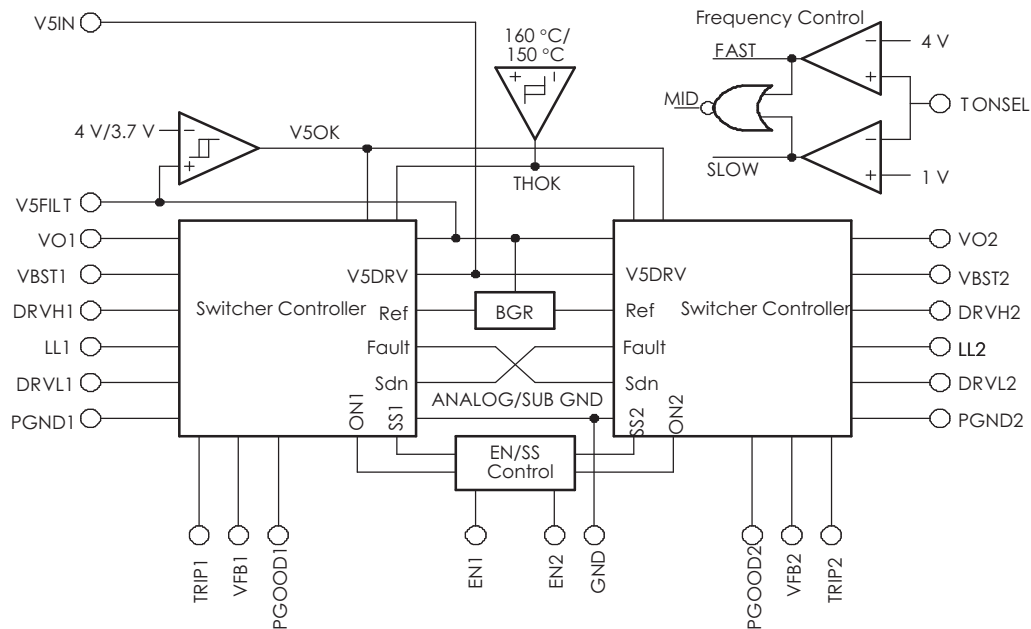 V5IN
160 °C/
150 °C
Frequency Control
FAST
4 V
MID
TONSEL
4 V/3.7 V
V5OK
SLOW
1 V
THOK
V5FILT
VO1
VO2
VBST1
V5DRV
V5DRV
VBST2
DRVH1
Switcher Controller
Ref
BGR
Ref
Switcher Controller
DRVH2
LL1
Fault
Fault
LL2
DRVL1
Sdn
Sdn
DRVL2
ANALOG/SUB GND
PGND1
ON1
SS1
SS2
ON2
PGND2
EN/SS
Control
TRIP1
VFB1
PGOOD1
EN1
EN2
GND
PGOOD2
VFB2
TRIP2